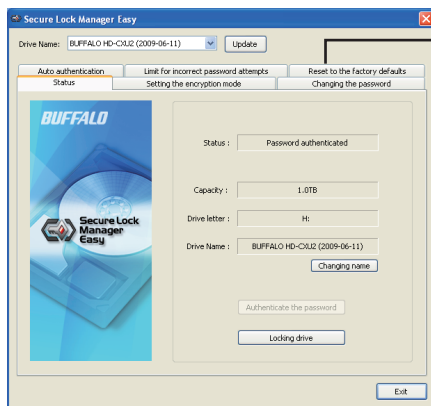 Secure Lock Manager Easy
Drive Name: BUFFALO HD-CXU2 (2009-06-11) Update
Auto authentication Limit for incorrect password attempts Reset to the factory defaults
Status Setting the encryption mode Changing the password
BUFFALO
Secure Lock
Manager
Easy
Status : Password authenticated
Capacity : 1.0TB
Drive letter : H:
Drive Name : BUFFALO HD-CXU2 (2009-06-11)
Changing name
Authenticate the password
Locking drive
Exit